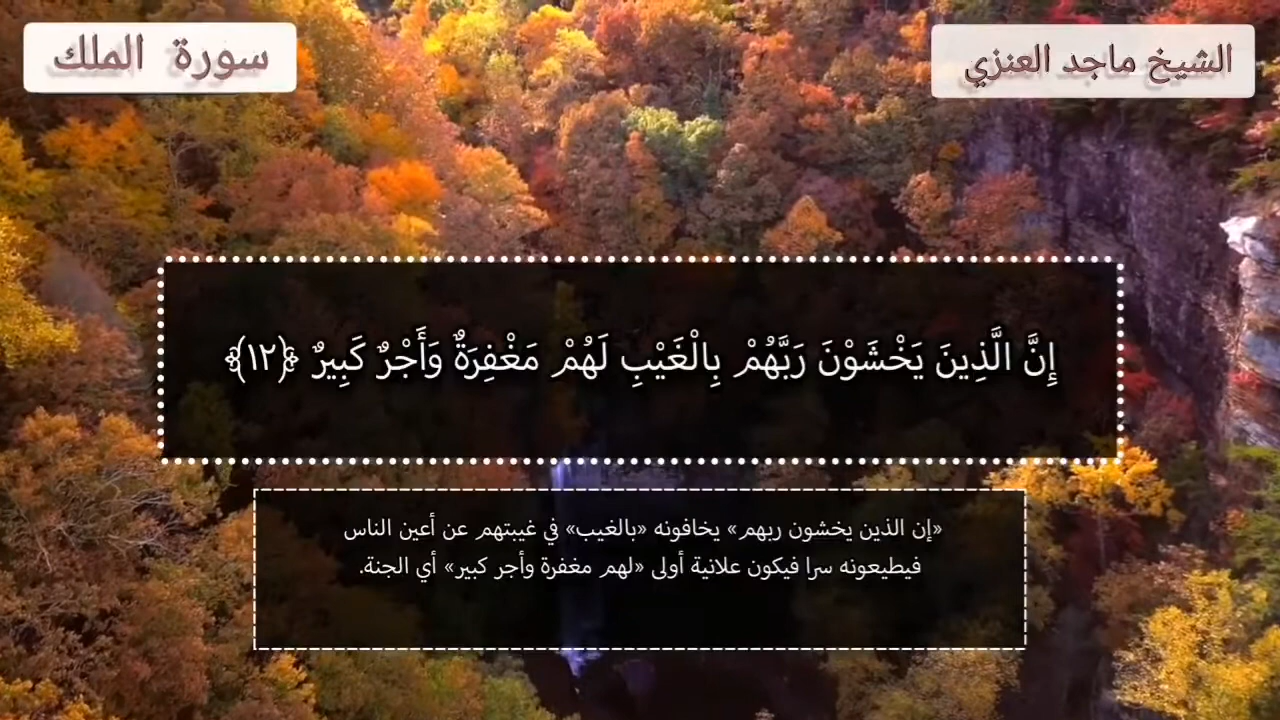 الشيخ ماجد العنزي
سورة الملك
إِنَّ الَّذِينَ يَخْشَوْنَ رَبَّهُمْ بِالْغَيْبِ لَهُمْ مَغْفِرَةٌ وَأَجْرٌ كَبِيرٌ ﴿١٢﴾
«إن الذين يخشون ربهم» يخافونه «بالغيب» في غيبتهم عن أعين الناس
فيطيعونه سرا فيكون علانية أولى «لهم مغفرة وأجر كبير» أي الجنة.